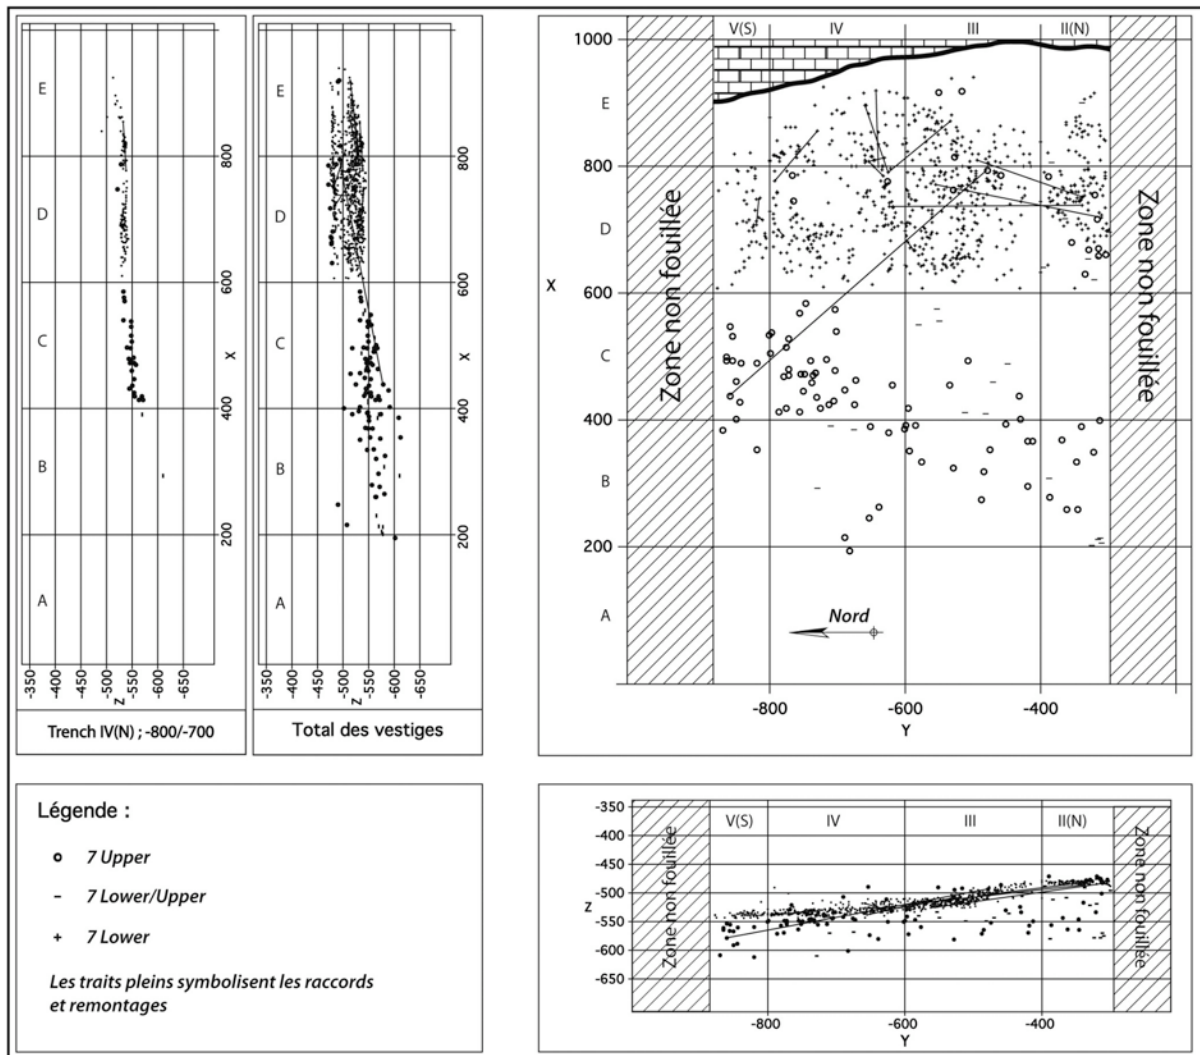 E
D
C
B
A
800
600
400
200
X
-350
-400
-450
-500
-550
-600
-650
Z
Trench IV(N) ; -800/-700
E
D
C
B
A
800
600
400
200
X
-350
-400
-450
-500
-550
-600
-650
Z
Total des vestiges
V(S) IV III II(N)
1000
E
800
D
X
600
C
400
B
200
A
Zone non fouillée
Zone non fouillée
Nord
-800 -600 -400
Y
Légende :
7 Upper
7 Lower/Upper
7 Lower
Les traits pleins symbolisent les raccords
et remontages
V(S) IV III II(N)
-350
-400
-450
-500
Z
-550
-600
-650
Zone non fouillée
Zone non fouillée
-800 -600 -400
Y